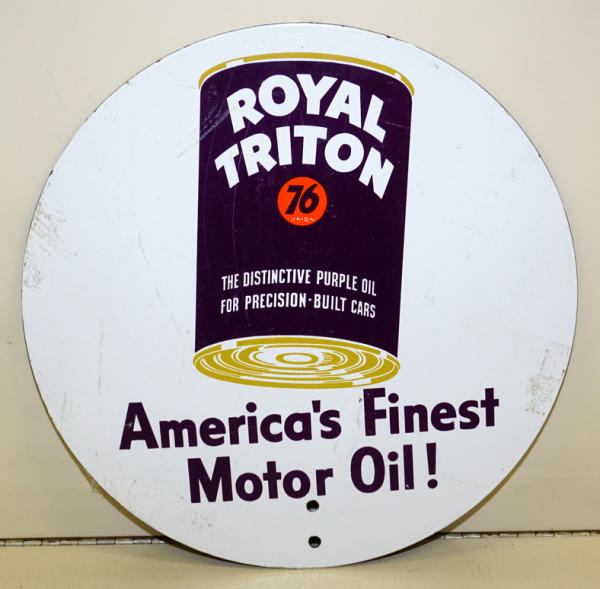 ROYAL
TRITON
76
UNION
THE DISTINCTIVE PURPLE OIL
FOR PRECISION-BUILT CARS
America's Finest
Motor Oil!